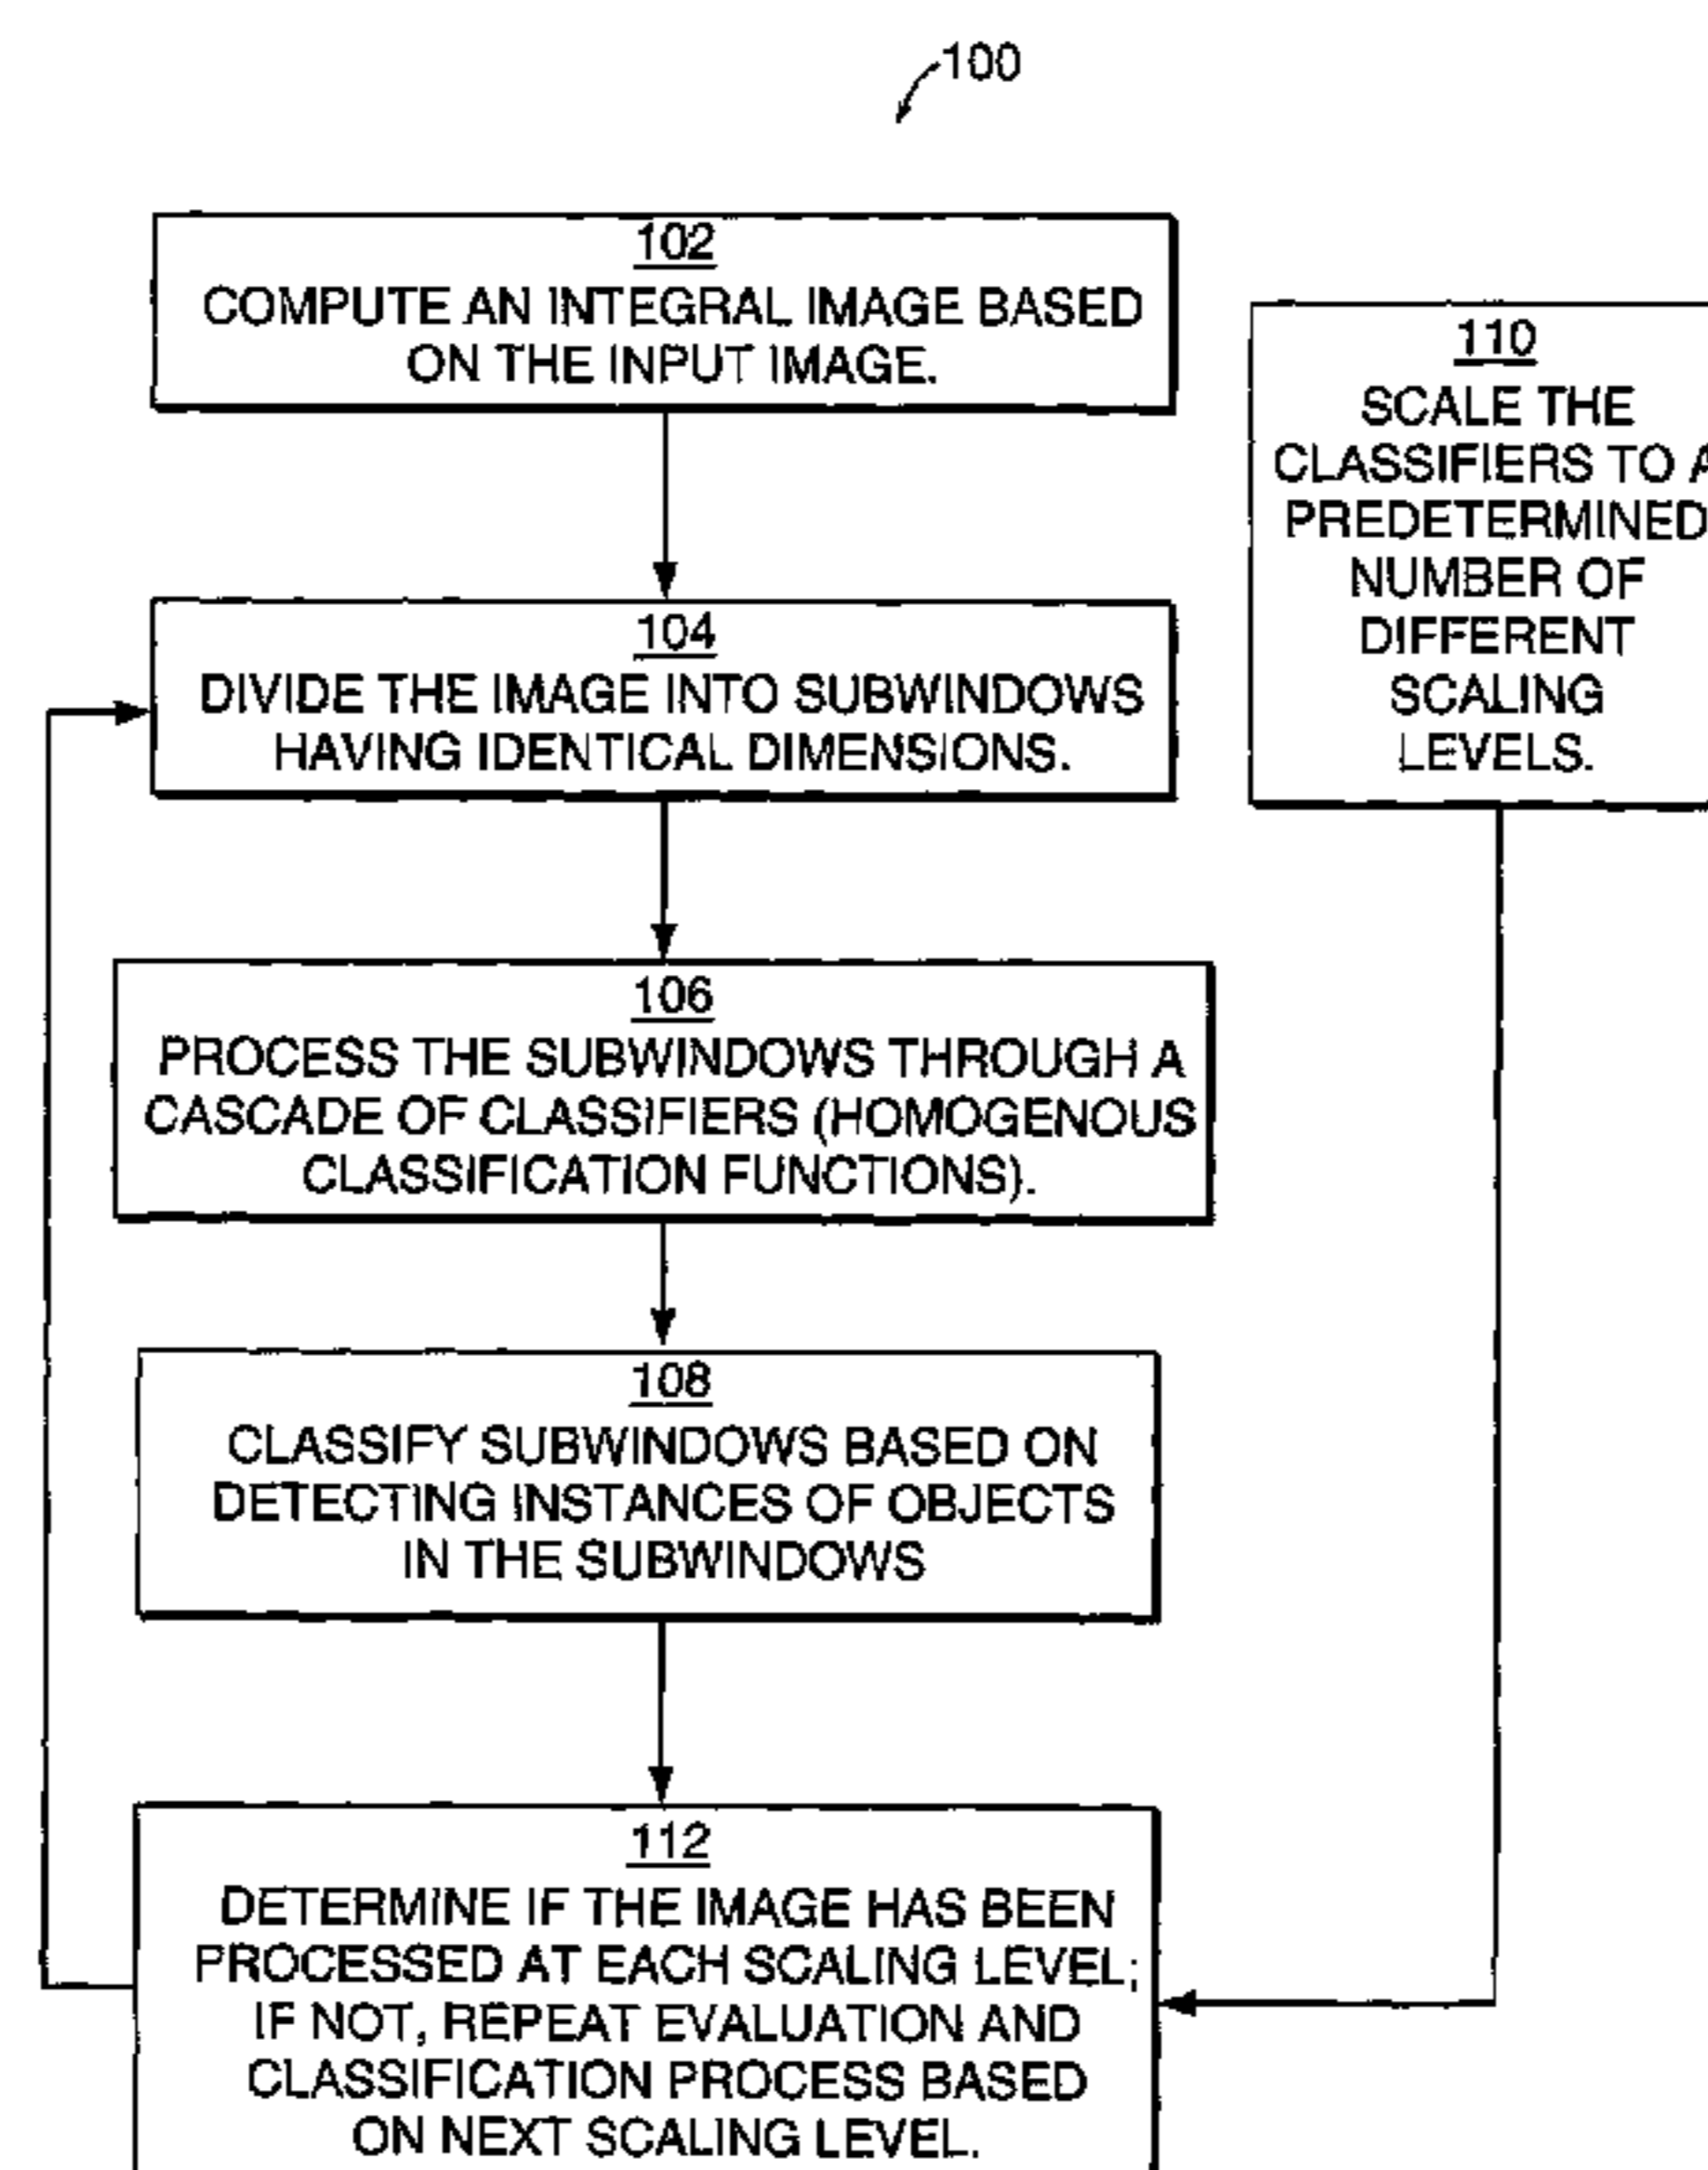 100
102
COMPUTE AN INTEGRAL IMAGE BASED
ON THE INPUT IMAGE.
104
DIVIDE THE IMAGE INTO SUBWINDOWS
HAVING IDENTICAL DIMENSIONS.
106
PROCESS THE SUBWINDOWS THROUGH A
CASCADE OF CLASSIFIERS (HOMOGENOUS
CLASSIFICATION FUNCTIONS).
108
CLASSIFY SUBWINDOWS BASED ON
DETECTING INSTANCES OF OBJECTS
IN THE SUBWINDOWS
110
SCALE THE
CLASSIFIERS TO A
PREDETERMINED
NUMBER OF
DIFFERENT
SCALING
LEVELS.
112
DETERMINE IF THE IMAGE HAS BEEN
PROCESSED AT EACH SCALING LEVEL;
IF NOT, REPEAT EVALUATION AND
CLASSIFICATION PROCESS BASED
ON NEXT SCALING LEVEL.